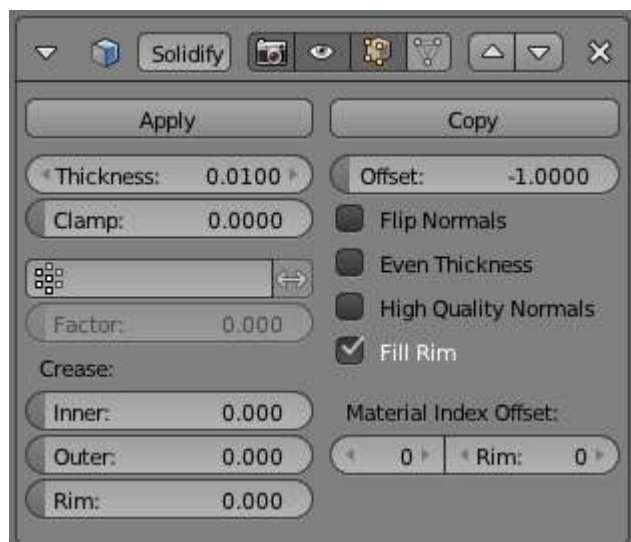 Solidify
Apply
Copy
Thickness: 0.0100
Offset: -1.0000
Clamp: 0.0000
Flip Normals
Even Thickness
High Quality Normals
Factor: 0.000
Fill Rim
Crease:
Inner: 0.000
Material Index Offset:
Outer: 0.000
0
Rim: 0
Rim: 0.000